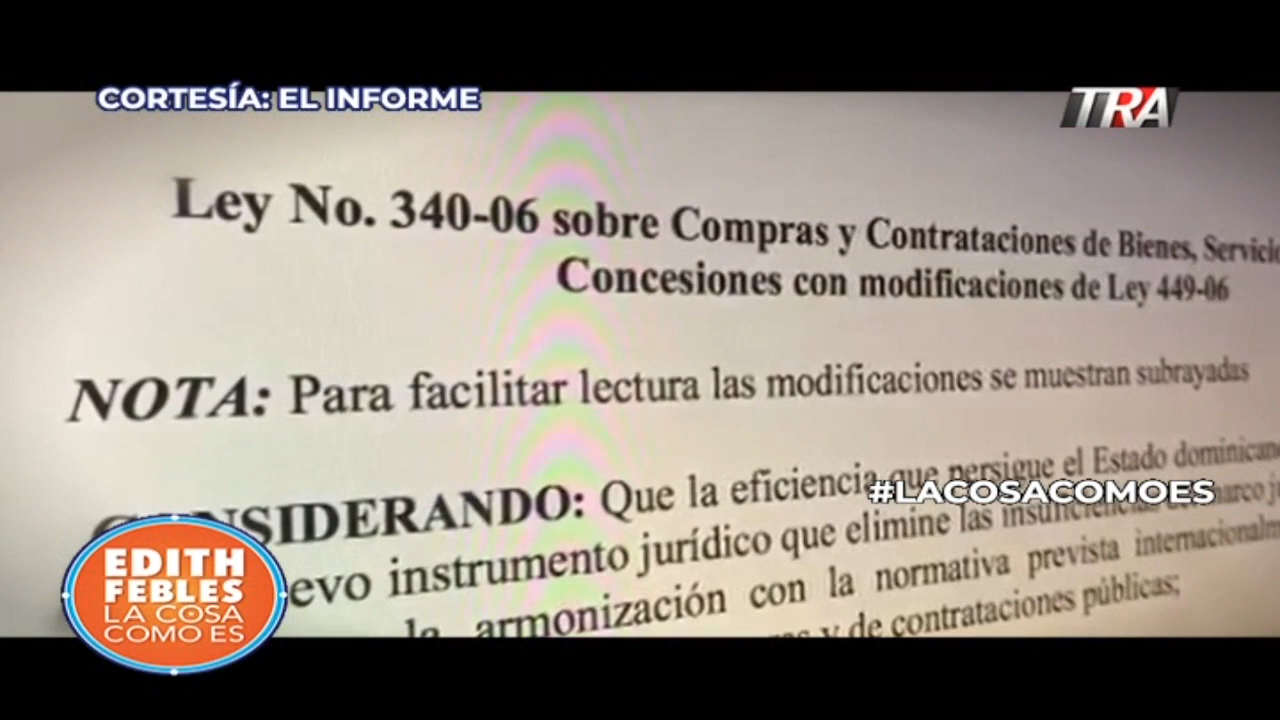 CORTESÍA: EL INFORME
TRA
Ley No. 340-06 sobre Compras y Contrataciones de Bienes,
Concesiones con modificaciones de Ley 449-06
NOTA: Para facilitar lectura las modificaciones se muestran subrayadas
CONSIDERANDO: Que la eficiencia que persigue el Estado
#LACOSACOMOES
evo instrumento jurídico que elimine las
armonización con la normativa prevista
y de contrataciones públicas;
EDITH
FEBLES
LA COSA
COMO ES